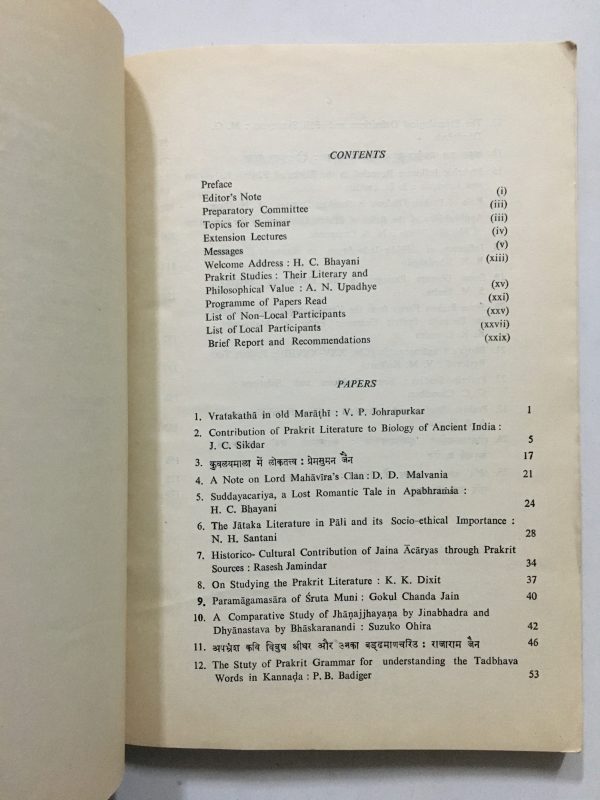 CONTENTS
Preface
Editor's Note (i)
Preparatory Committee (iii)
Topics for Seminar (iii)
Extension Lectures (iv)
Messages (v)
Welcome Address : H. C. Bhayani (xiii)
Prakrit Studies : Their Literary and
Philosophical Value : A. N. Upadhye (xv)
Programme of Papers Read (xxi)
List of Non-Local Participants (xxv)
List of Local Participants (xxvii)
Brief Report and Recommendations (xxix)
PAPERS
1. Vratakathā in old Marāṭhī : V. P. Johrapurkar 1
2. Contribution of Prakrit Literature to Biology of Ancient India :
J. C. Sikdar 5
3. कुवलयमाला में लोकतत्त्व : प्रेमसुमन जैन 17
4. A Note on Lord Mahāvīra's Clan : D. D. Malvania 21
5. Suddayacariya, a Lost Romantic Tale in Apabhraṁśa :
H. C. Bhayani 24
6. The Jātaka Literature in Pāli and its Socio-ethical Importance :
N. H. Santani 28
7. Historico- Cultural Contribution of Jaina Ācāryas through Prakrit
Sources : Rasesh Jamindar 34
8. On Studying the Prakrit Literature : K. K. Dixit 37
9. Paramāgamasāra of Śruta Muni : Gokul Chanda Jain 40
10. A Comparative Study of Jhāṇajjhayaṇa by Jinabhadra and
Dhyānastava by Bhāskaranandi : Suzuko Ohira 42
11. अपभ्रंश कवि विबुध श्रीधर और उनका वड्ढमाणचरिउ : राजाराम जैन 46
12. The Stuty of Prakrit Grammar for understanding the Tadbhava
Words in Kannaḍa : P. B. Badiger 53